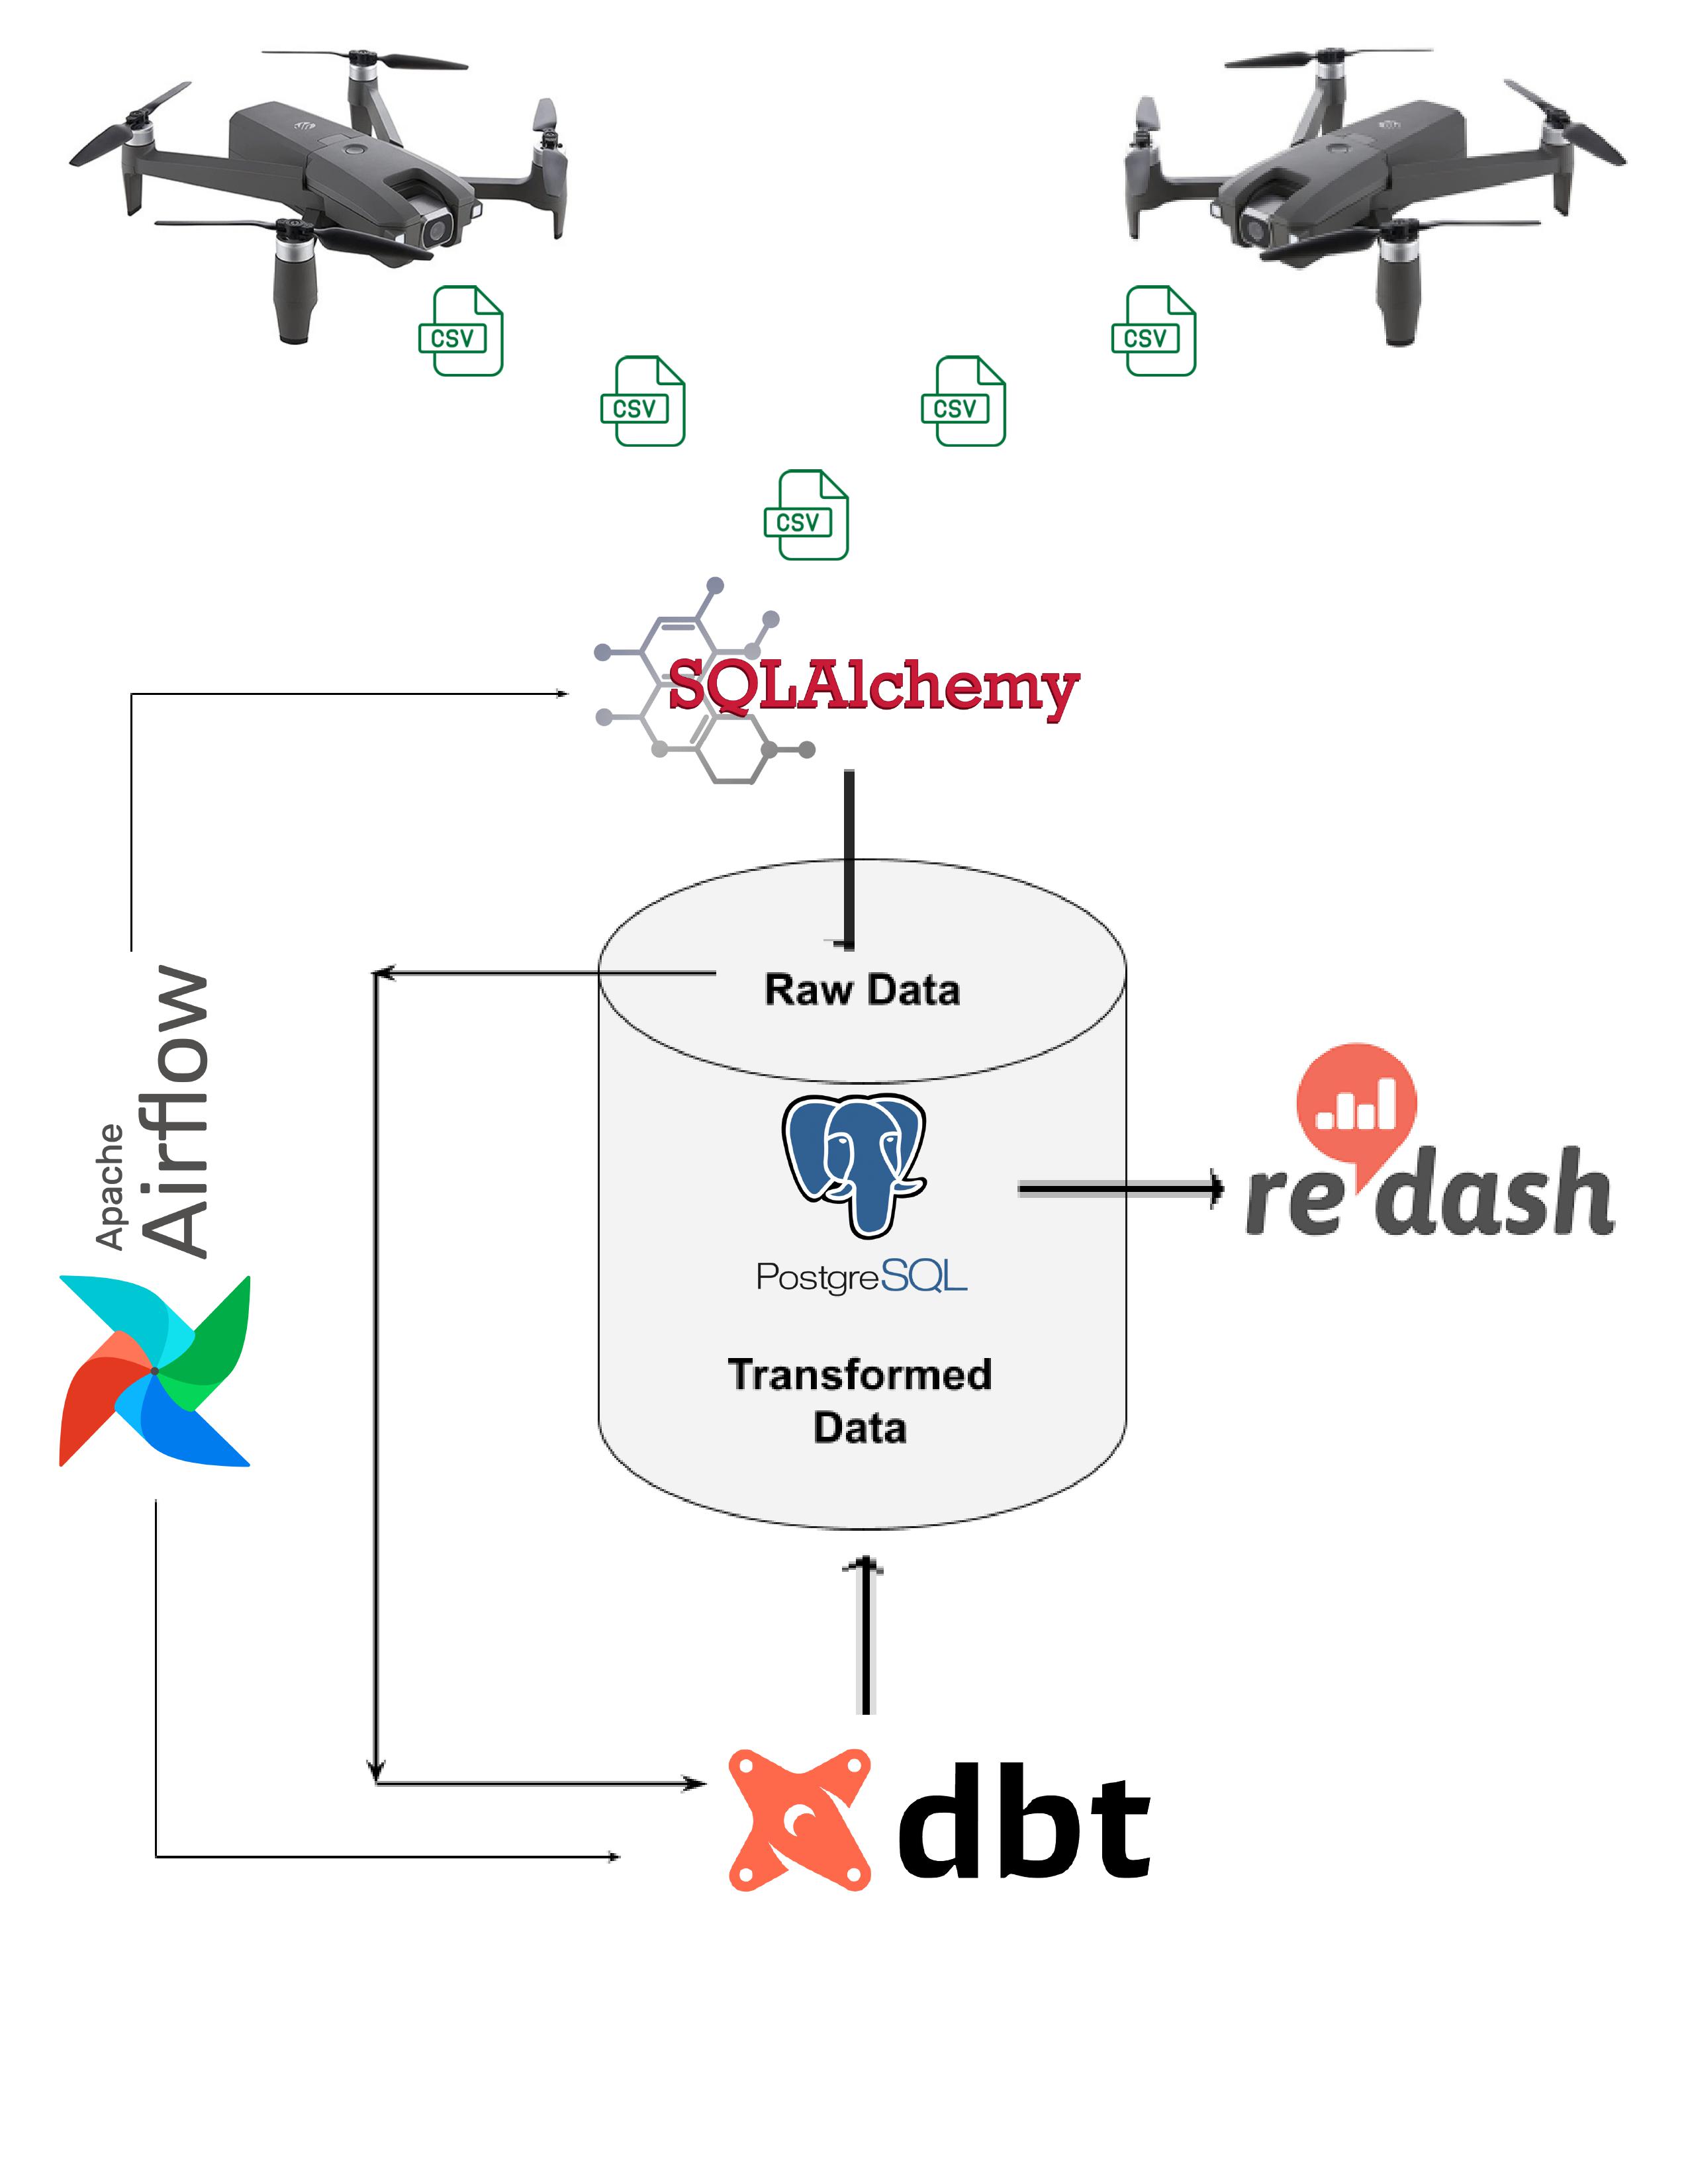 CSV
CSV
CSV
CSV
CSV
SQLAlchemy
Raw Data
Apache
Airflow
PostgreSQL
redash
Transformed
Data
dbt